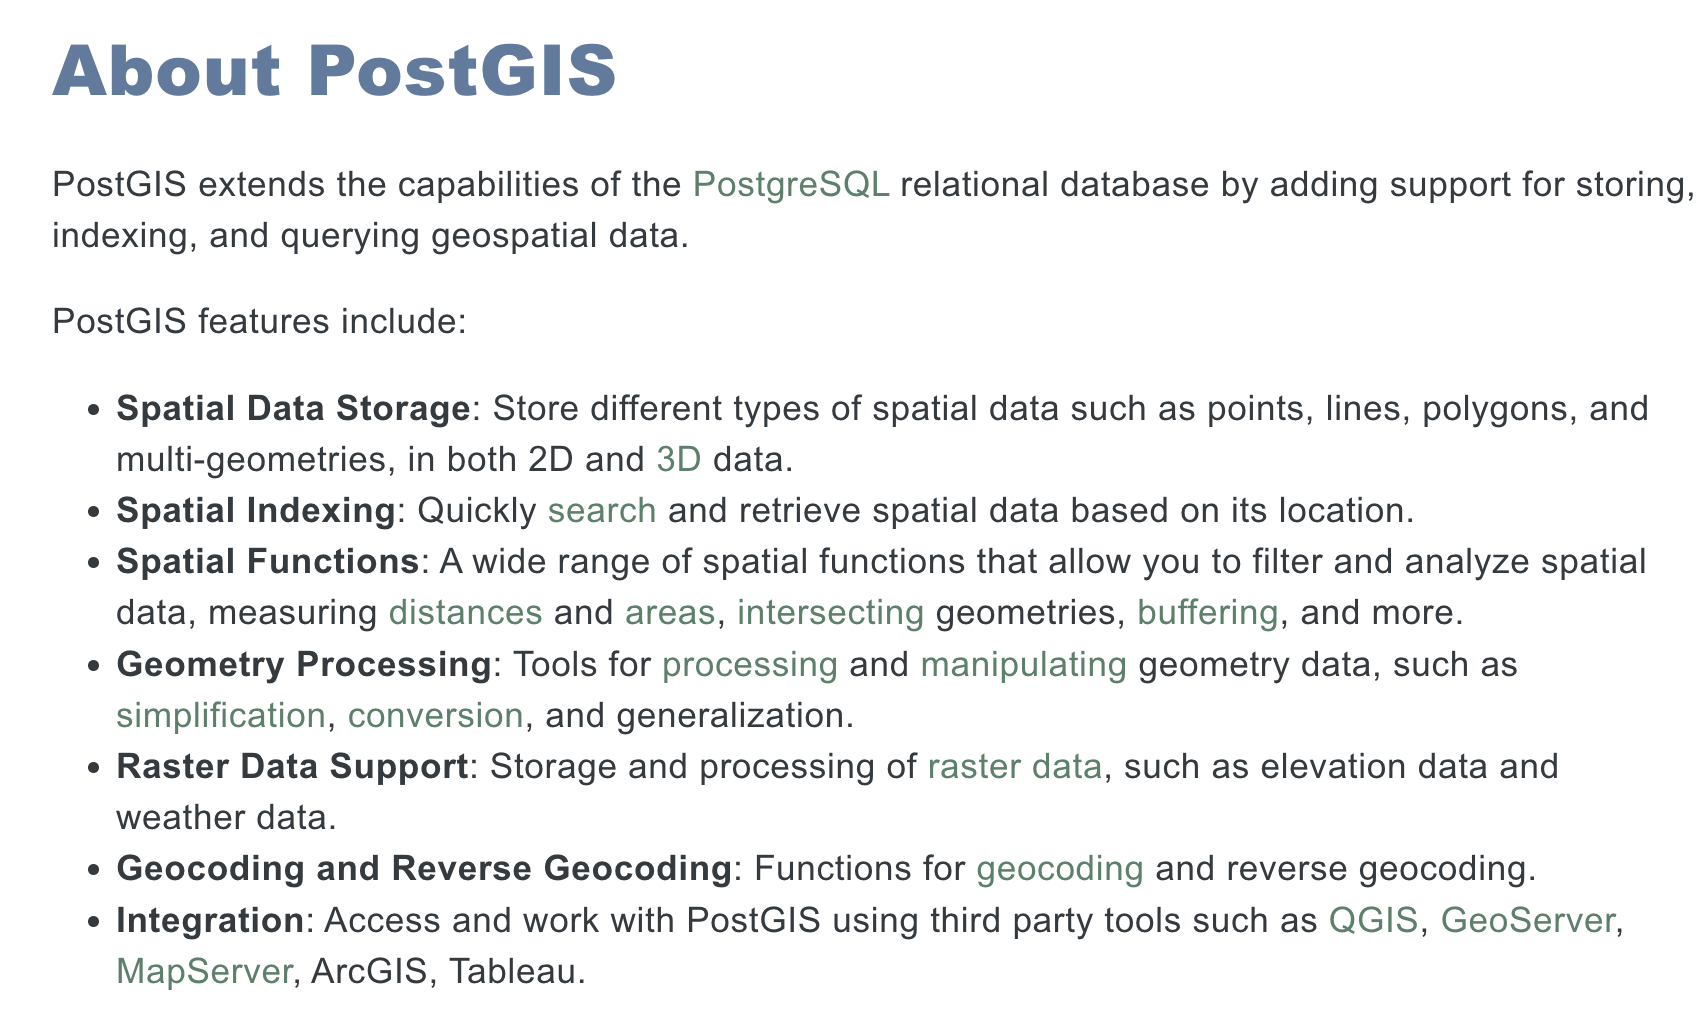 About PostGIS
PostGIS extends the capabilities of the PostgreSQL relational database by adding support for storing,
indexing, and querying geospatial data.
PostGIS features include:
• Spatial Data Storage: Store different types of spatial data such as points, lines, polygons, and
multi-geometries, in both 2D and 3D data.
• Spatial Indexing: Quickly search and retrieve spatial data based on its location.
• Spatial Functions: A wide range of spatial functions that allow you to filter and analyze spatial
data, measuring distances and areas, intersecting geometries, buffering, and more.
• Geometry Processing: Tools for processing and manipulating geometry data, such as
simplification, conversion, and generalization.
• Raster Data Support: Storage and processing of raster data, such as elevation data and
weather data.
• Geocoding and Reverse Geocoding: Functions for geocoding and reverse geocoding.
• Integration: Access and work with PostGIS using third party tools such as QGIS, GeoServer,
MapServer, ArcGIS, Tableau.